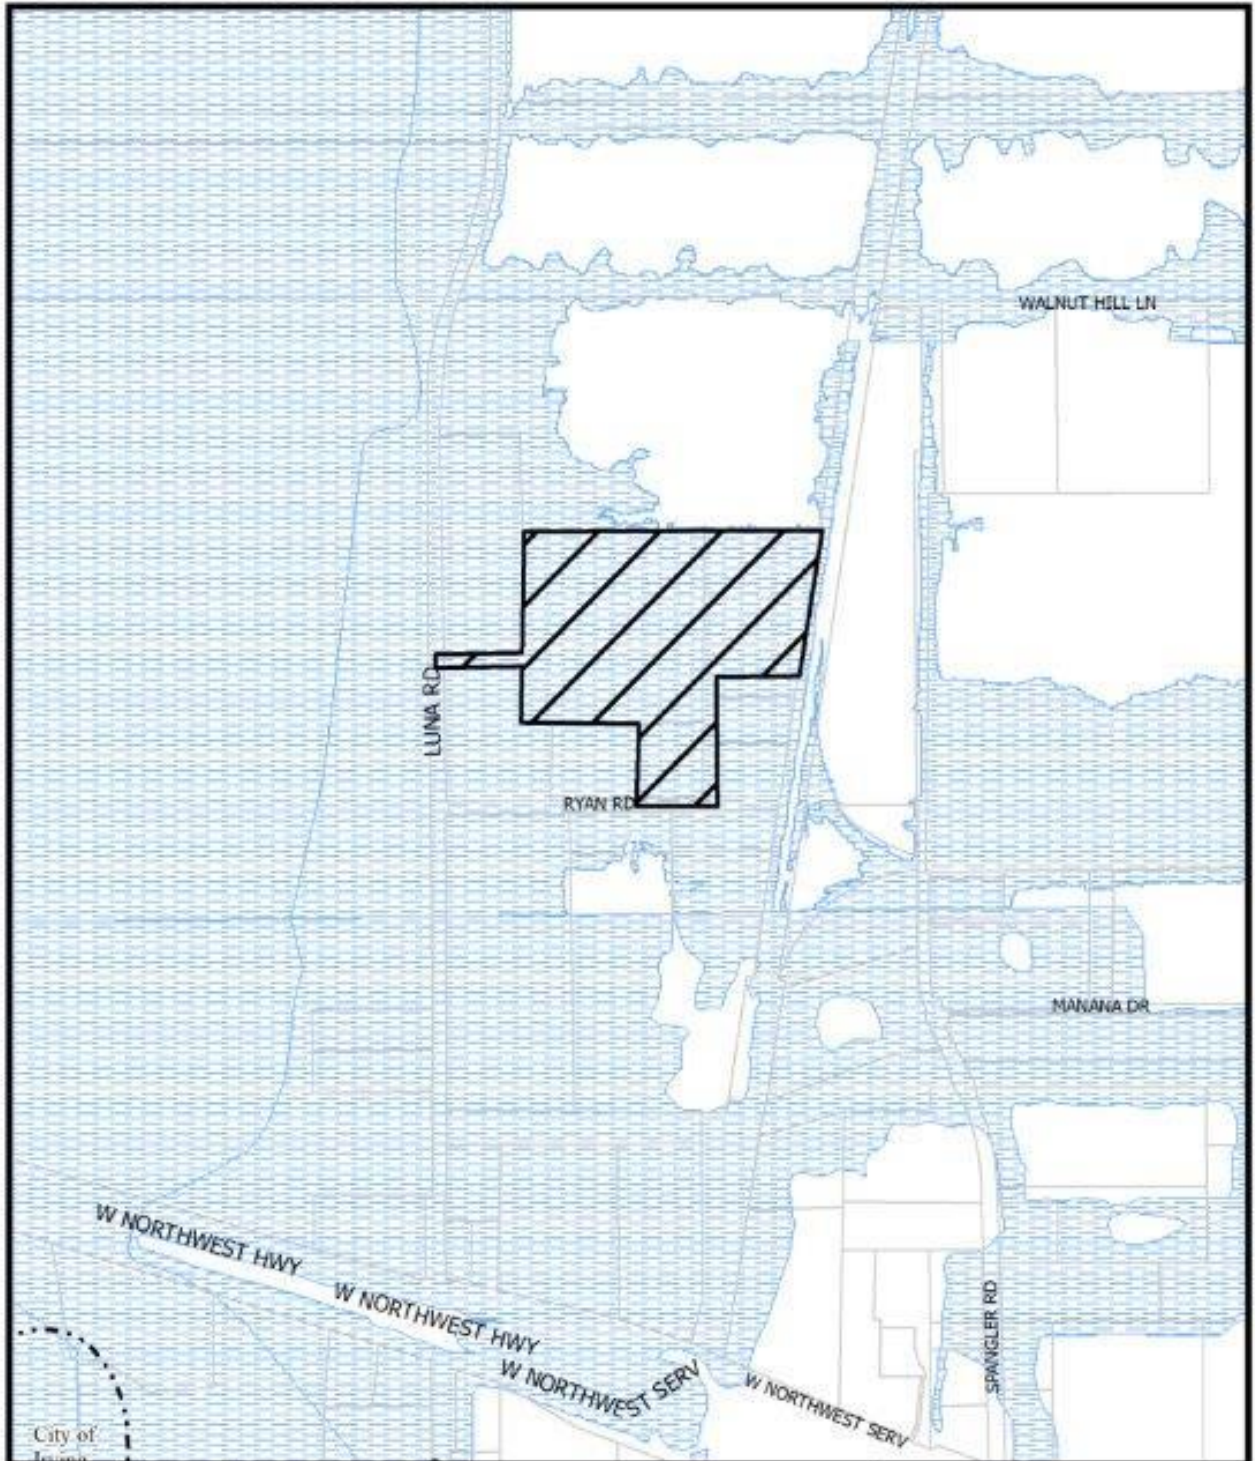 WALNUT HILL LN
LUNA RD
RYAN RD
MANANA DR
W NORTHWEST HWY
W NORTHWEST HWY
W NORTHWEST SERV
W NORTHWEST SERV
SPANGLER RD
City of
Irving